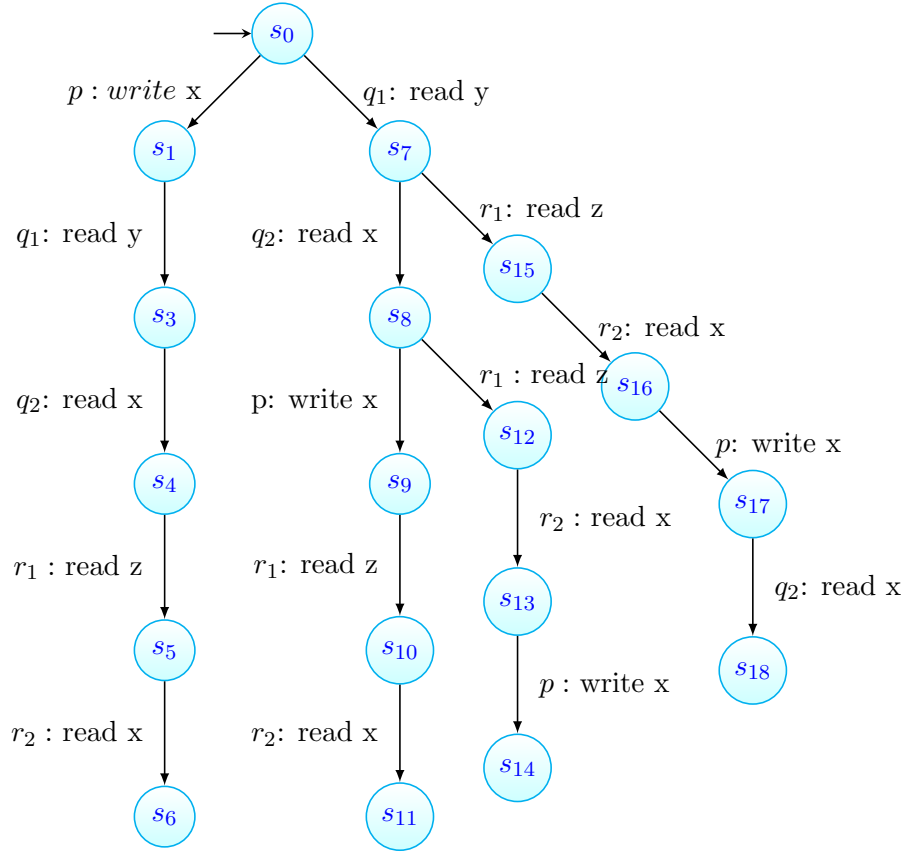 s₀
p : write x
q₁: read y
s₁
s₇
r₁: read z
q₁: read y
q₂: read x
s₁₅
s₃
s₈
r₂: read x
r₁ : read z
s₁₆
q₂: read x
p: write x
s₁₂
p: write x
s₄
s₉
s₁₇
r₂ : read x
r₁ : read z
r₁: read z
q₂: read x
s₁₃
s₅
s₁₀
s₁₈
p : write x
r₂ : read x
r₂: read x
s₁₄
s₆
s₁₁